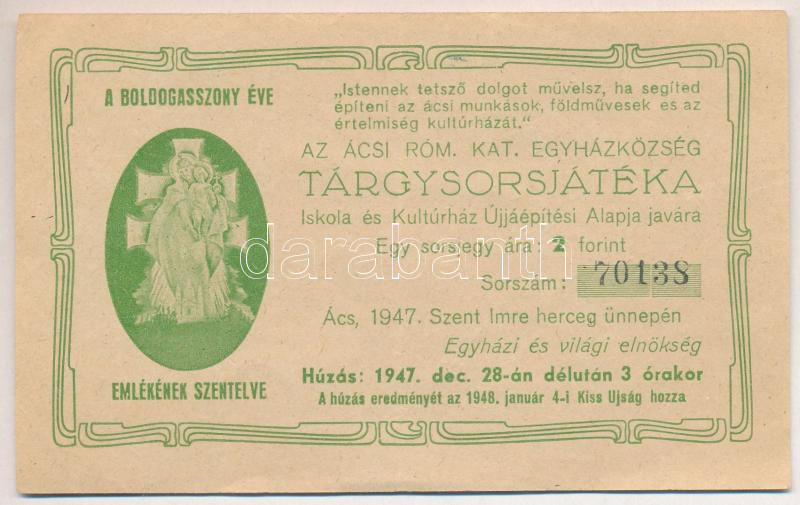 A BOLDOGASSZONY ÉVE
EMLÉKÉNEK SZENTELVE
„Istennek tetsző dolgot művelsz, ha segíted
építeni az ácsi munkások, földművesek es az
értelmiség kultúrházát.“
AZ ÁCSI RÓM. KAT. EGYHÁZKÖZSÉG
TÁRGYSORSJÁTÉKA
Iskola és Kultúrház Újjáépítési Alapja javára
Egy sorsjegy ára: 2 forint
Sorszám: 70138
Ács, 1947. Szent Imre herceg ünnepén
Egyházi és világi elnökség
Húzás: 1947. dec. 28-án délután 3 órakor
A húzás eredményét az 1948. január 4-i Kiss Ujság hozza
darabanth